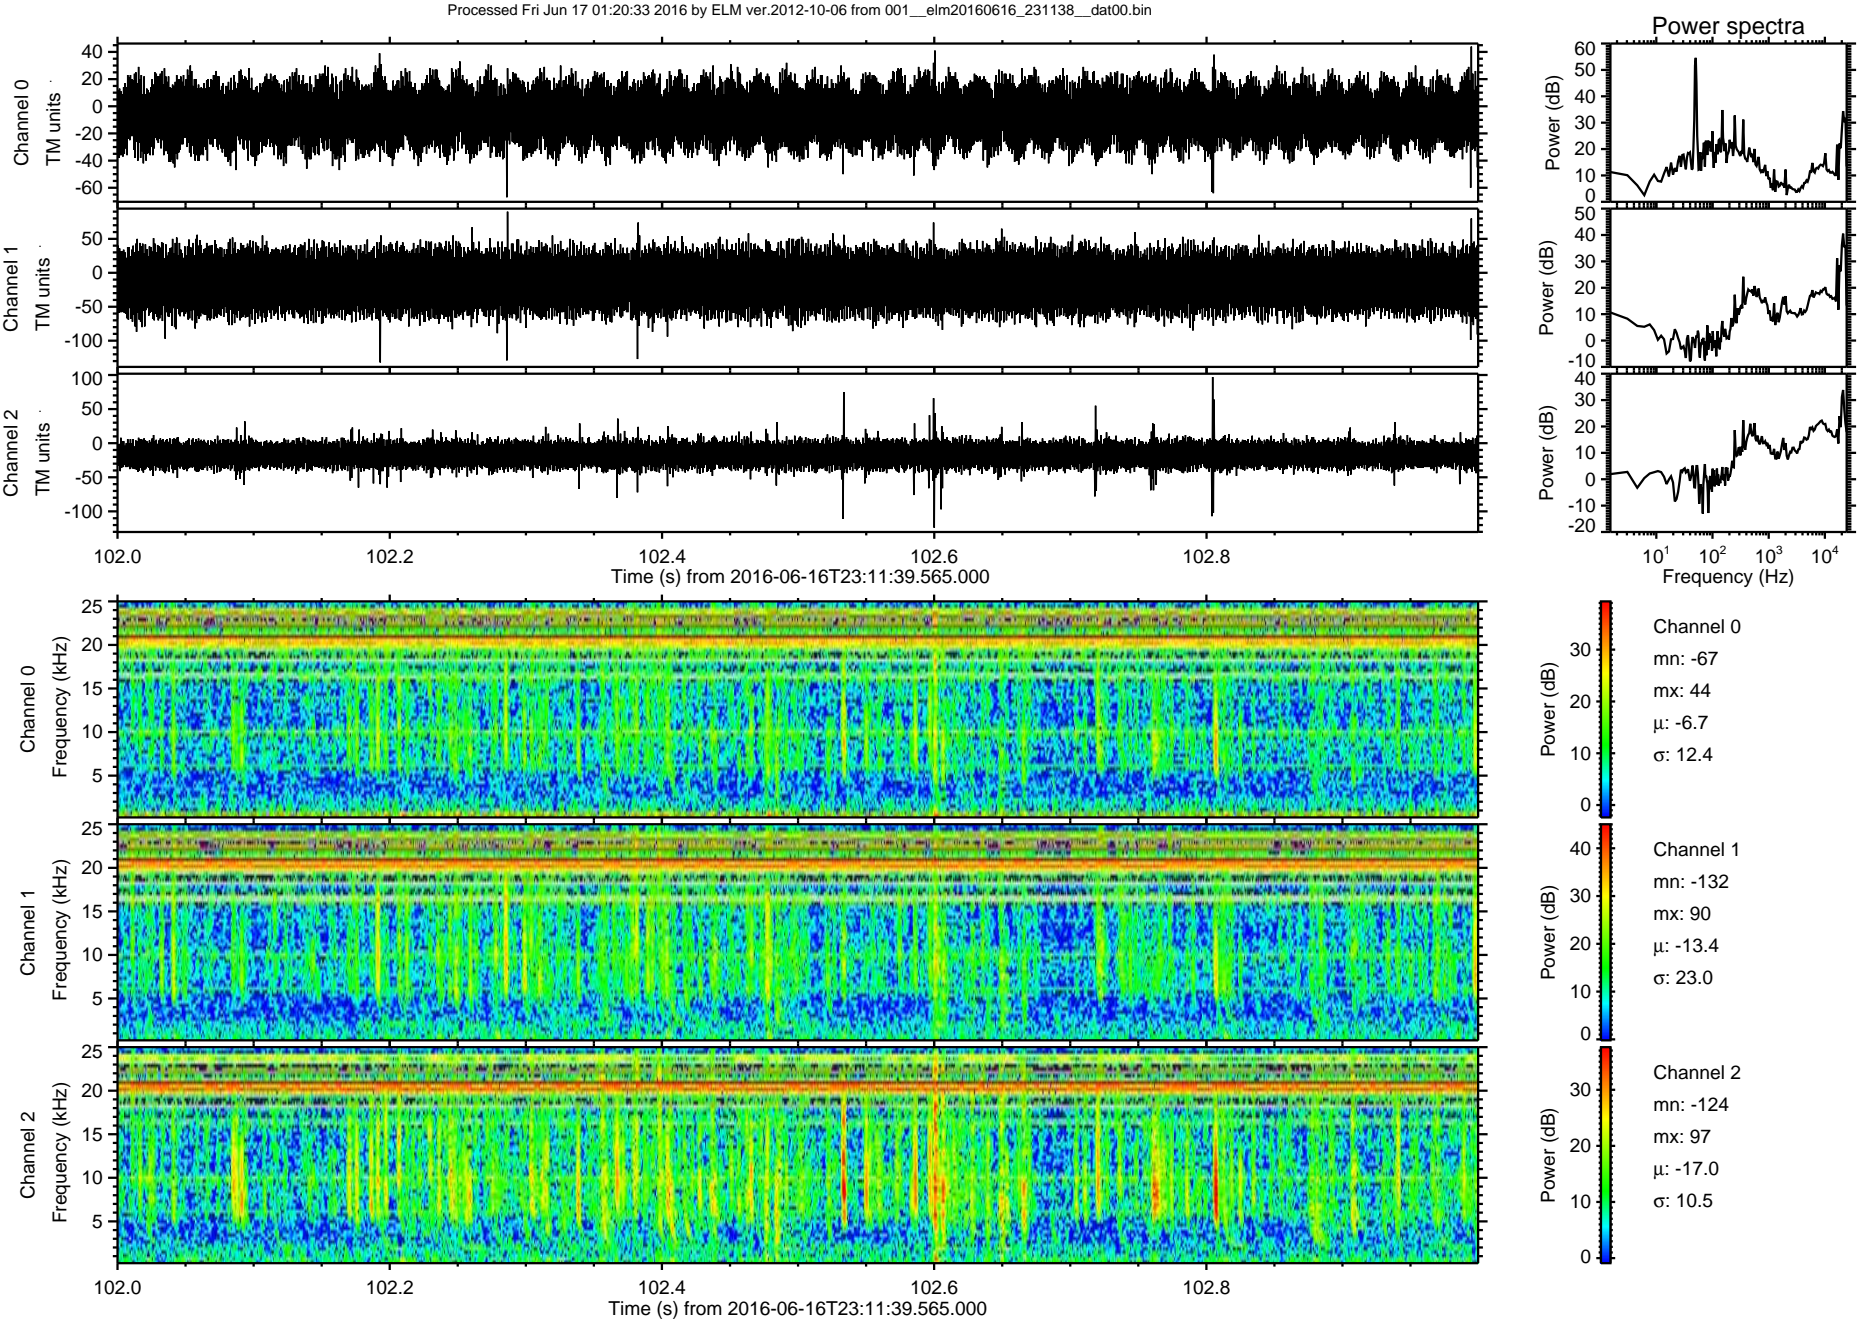 Processed Fri Jun 17 01:20:33 2016 by ELM ver.2012-10-06 from 001__elm20160616_231138__dat00.bin
Power spectra
Channel 0
TM units
40
20
0
-20
-40
-60
Power (dB)
60
50
40
30
20
10
0
Channel 1
TM units
50
0
-50
-100
Power (dB)
50
40
30
20
10
0
-10
Channel 2
TM units
100
50
0
-50
-100
Power (dB)
40
30
20
10
0
-10
-20
102.0 102.2 102.4 102.6 102.8
Time (s) from 2016-06-16T23:11:39.565.000
10^1 10^2 10^3 10^4
Frequency (Hz)
Channel 0
Frequency (kHz)
25
20
15
10
5
Power (dB)
30
20
10
0
Channel 0
mn: -67
mx: 44
μ: -6.7
σ: 12.4
Channel 1
Frequency (kHz)
25
20
15
10
5
Power (dB)
40
30
20
10
0
Channel 1
mn: -132
mx: 90
μ: -13.4
σ: 23.0
Channel 2
Frequency (kHz)
25
20
15
10
5
Power (dB)
30
20
10
0
Channel 2
mn: -124
mx: 97
μ: -17.0
σ: 10.5
102.0 102.2 102.4 102.6 102.8
Time (s) from 2016-06-16T23:11:39.565.000